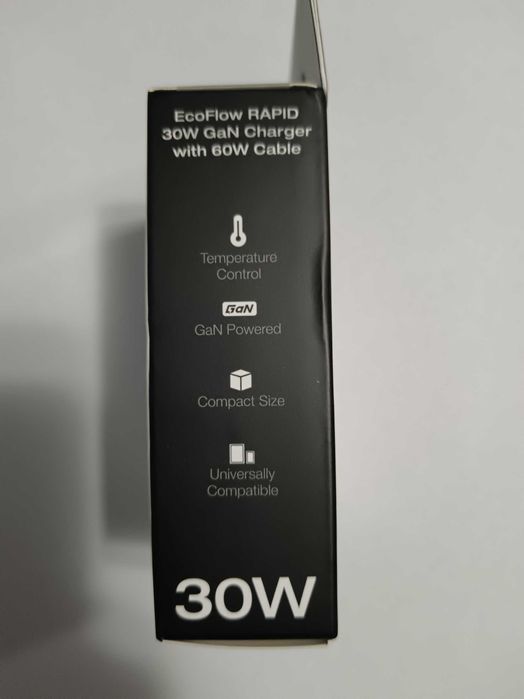 EcoFlow RAPID
30W GaN Charger
with 60W Cable
Temperature
Control
GaN
GaN Powered
Compact Size
Universally
Compatible
30W